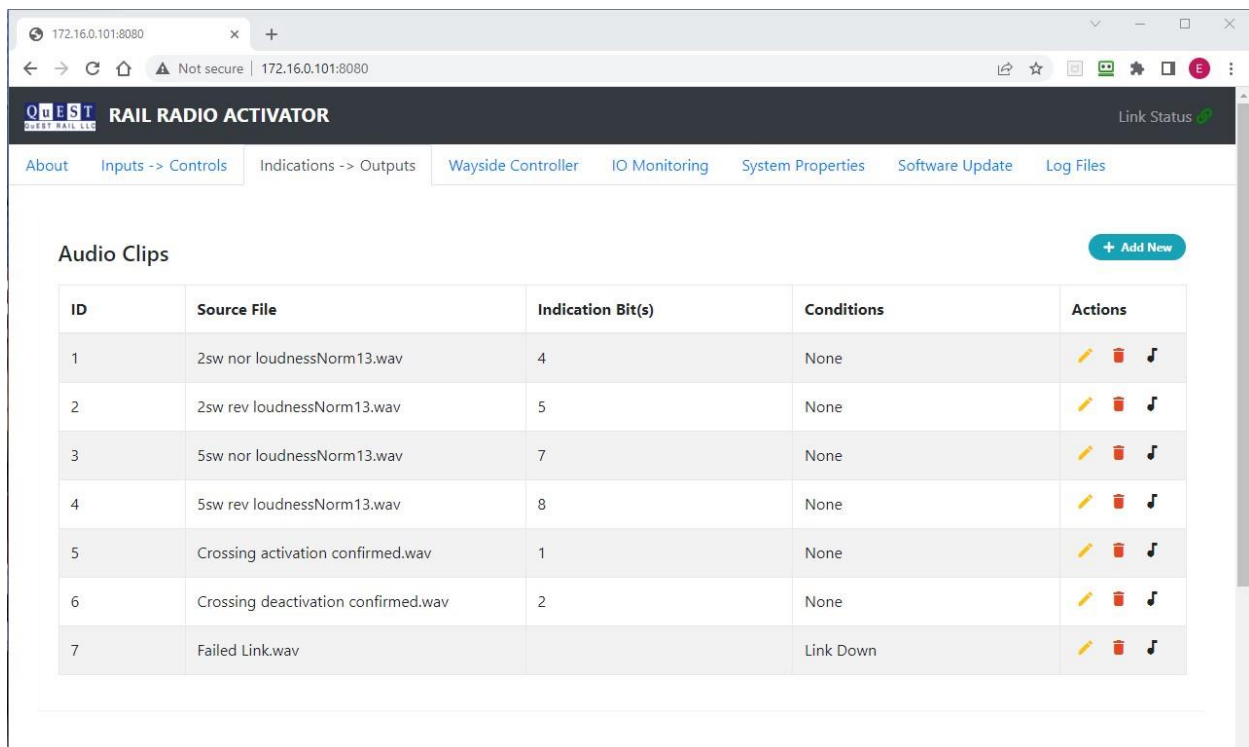 172.16.0.101:8080
Not secure | 172.16.0.101:8080
E
QUEST
QUEST RAIL LLC
RAIL RADIO ACTIVATOR
Link Status
About Inputs -> Controls Indications -> Outputs Wayside Controller IO Monitoring System Properties Software Update Log Files
Audio Clips
+ Add New
ID Source File Indication Bit(s) Conditions Actions
1 2sw nor loudnessNorm13.wav 4 None
2 2sw rev loudnessNorm13.wav 5 None
3 5sw nor loudnessNorm13.wav 7 None
4 5sw rev loudnessNorm13.wav 8 None
5 Crossing activation confirmed.wav 1 None
6 Crossing deactivation confirmed.wav 2 None
7 Failed Link.wav Link Down